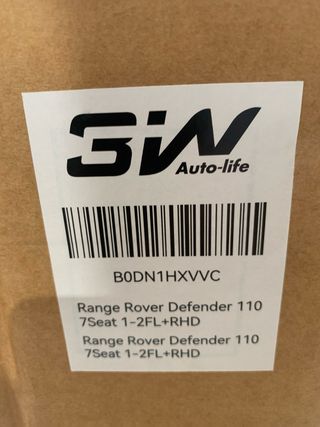 3W
Auto-life
B0DN1HXVVC
Range Rover Defender 110
7Seat 1-2FL+RHD
Range Rover Defender 110
7Seat 1-2FL+RHD